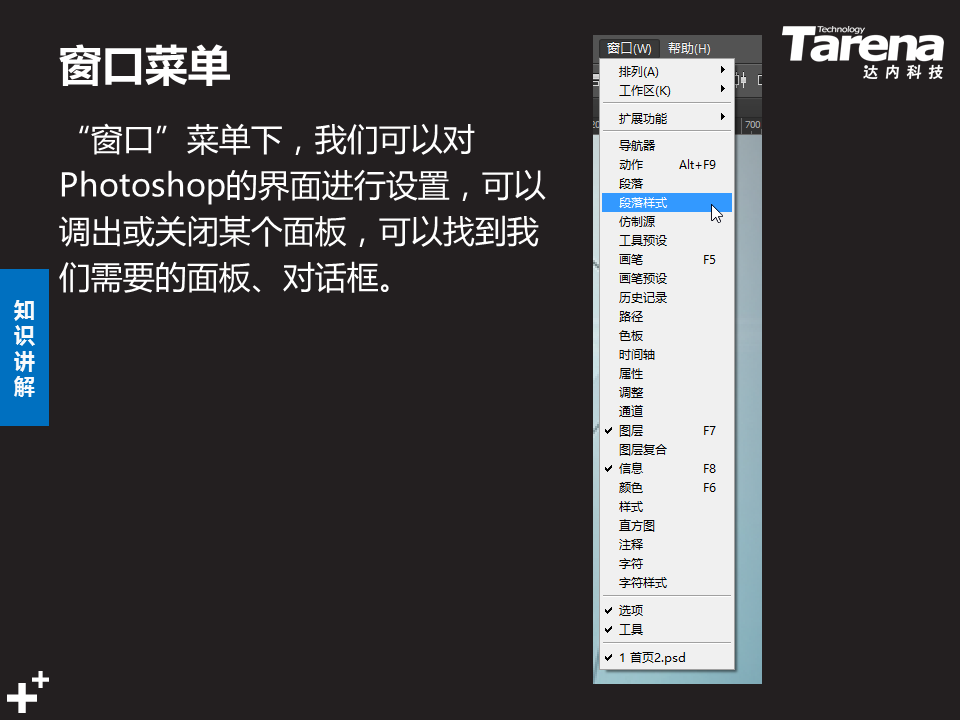 窗口菜单
Technology
Tarena
达内科技
“窗口”菜单下，我们可以对
Photoshop的界面进行设置，可以
调出或关闭某个面板，可以找到我
们需要的面板、对话框。
知识讲解
窗口(W) 帮助(H)
排列(A)
工作区(K)
扩展功能
700
导航器
动作 Alt+F9
段落
段落样式
仿制源
工具预设
画笔 F5
画笔预设
历史记录
路径
色板
时间轴
属性
调整
通道
图层 F7
图层复合
信息 F8
颜色 F6
样式
直方图
注释
字符
字符样式
选项
工具
1 首页2.psd